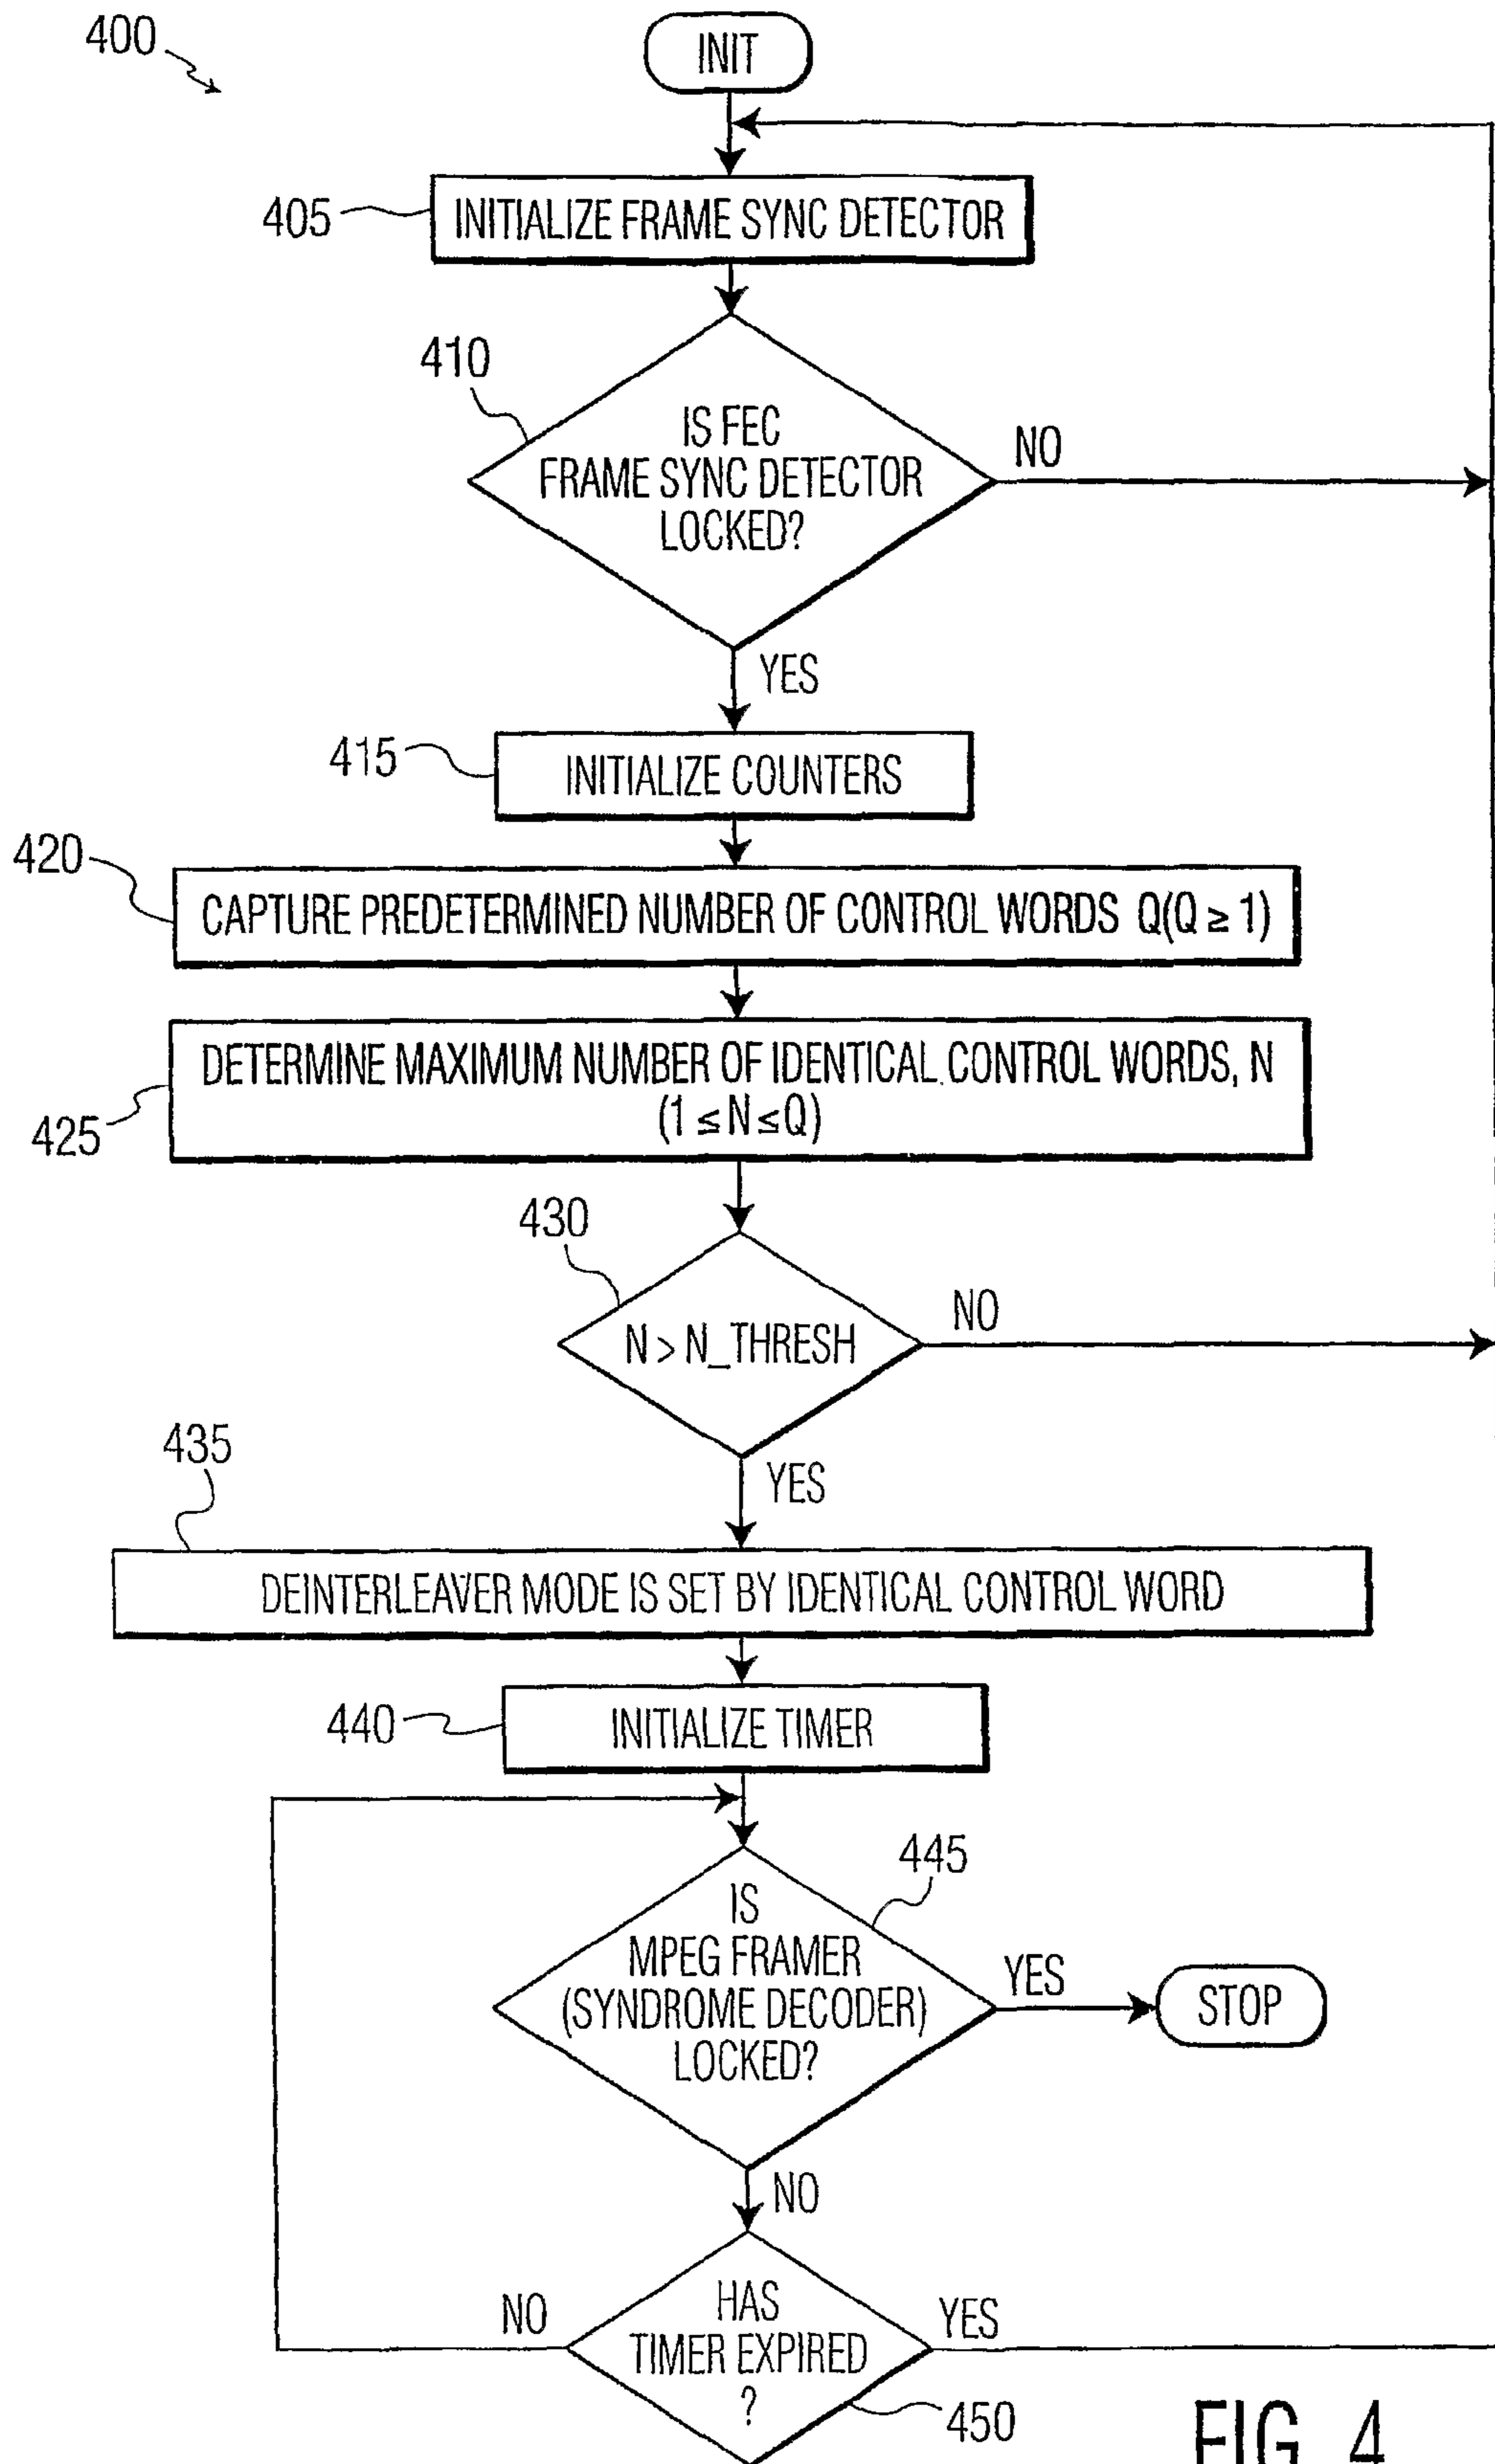 400
INIT
405
INITIALIZE FRAME SYNC DETECTOR
410
IS FEC
FRAME SYNC DETECTOR
LOCKED?
NO
YES
415
INITIALIZE COUNTERS
420
CAPTURE PREDETERMINED NUMBER OF CONTROL WORDS Q(Q ≥ 1)
425
DETERMINE MAXIMUM NUMBER OF IDENTICAL CONTROL WORDS, N
(1 ≤ N ≤ Q)
430
N > N_THRESH
NO
YES
435
DEINTERLEAVER MODE IS SET BY IDENTICAL CONTROL WORD
440
INITIALIZE TIMER
445
IS
MPEG FRAMER
(SYNDROME DECODER)
LOCKED?
YES
STOP
NO
HAS
TIMER EXPIRED
?
NO
YES
450
FIG. 4